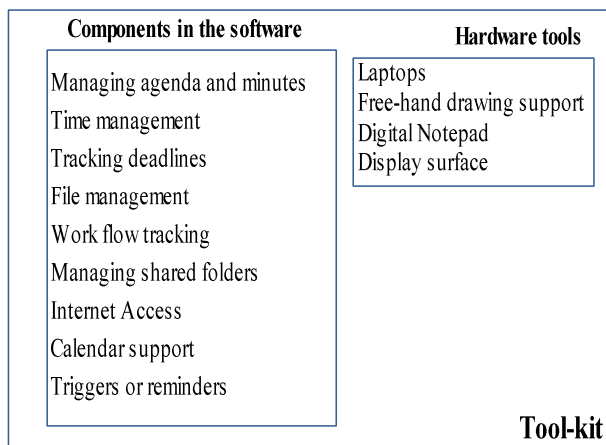 Components in the software
Managing agenda and minutes
Time management
Tracking deadlines
File management
Work flow tracking
Managing shared folders
Internet Access
Calendar support
Triggers or reminders
Hardware tools
Laptops
Free-hand drawing support
Digital Notepad
Display surface
Tool-kit